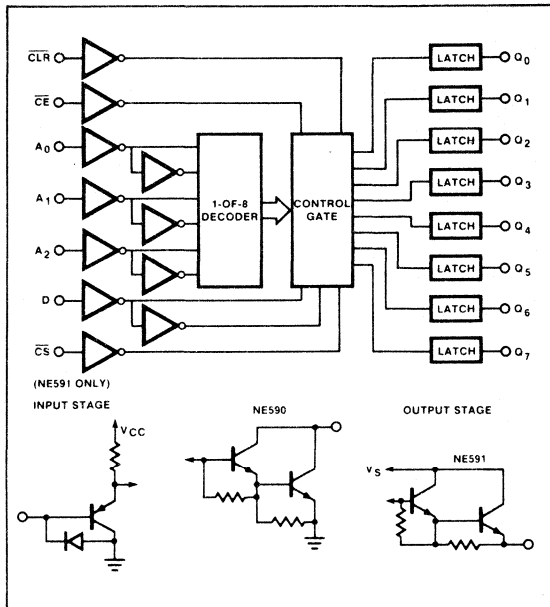 CLR
CE
A0
A1
A2
D
CS
(NE591 ONLY)
1-OF-8
DECODER
CONTROL
GATE
LATCH Q0
LATCH Q1
LATCH Q2
LATCH Q3
LATCH Q4
LATCH Q5
LATCH Q6
LATCH Q7
INPUT STAGE
VCC
NE590
OUTPUT STAGE
NE591
VS